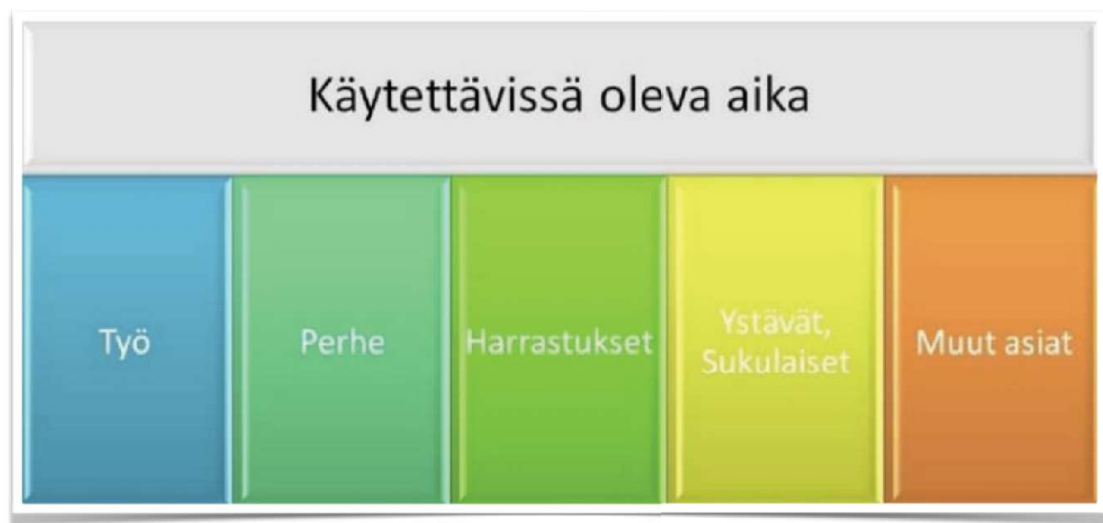 Käytettävissä oleva aika
Työ
Perhe
Harrastukset
Ystävät,
Sukulaiset
Muut asiat